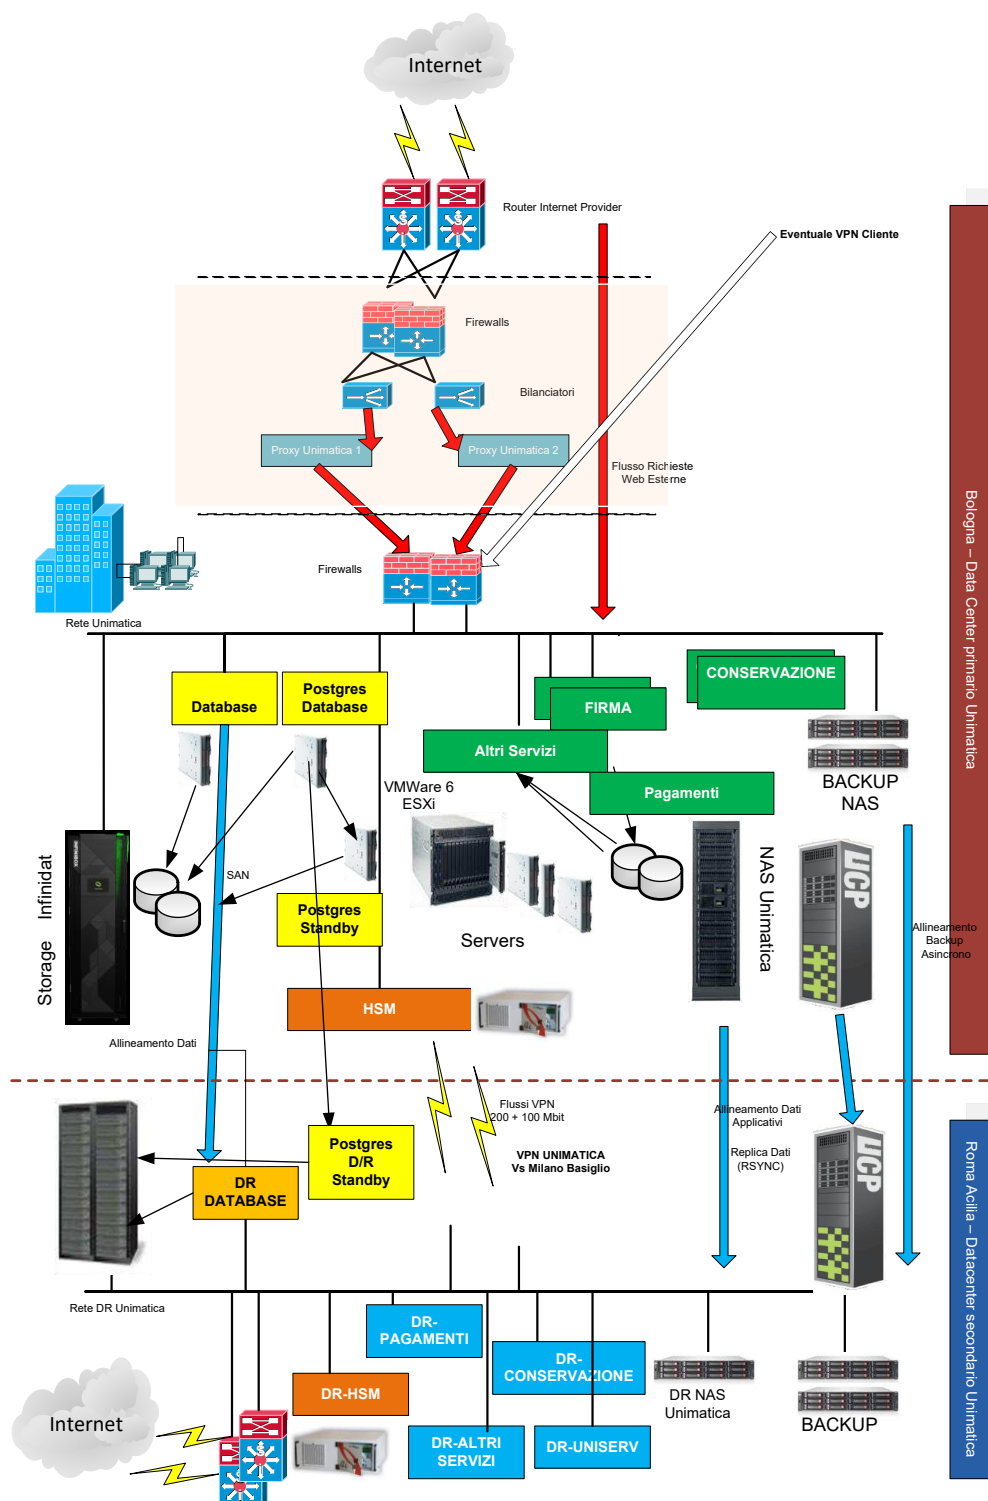 Internet
Router Internet Provider
Eventuale VPN Cliente
Firewalls
Bilanciatori
Proxy Unimatica 1
Proxy Unimatica 2
Flusso Richieste
Web Esterne
Firewalls
Rete Unimatica
Bologna – Data Center primario Unimatica
Database
Postgres
Database
FIRMA
CONSERVAZIONE
Altri Servizi
Pagamenti
VMWare 6
ESXi
BACKUP
NAS
Storage Infinidat
SAN
Postgres
Standby
Servers
NAS Unimatica
UCP
Allineamento
Backup
Asincrono
HSM
Allineamento Dati
Flussi VPN
200 + 100 Mbit
VPN UNIMATICA
Vs Milano Basiglio
Allineamento Dati
Applicativi
Replica Dati
(RSYNC)
Postgres
D/R
Standby
DR
DATABASE
UCP
Roma Acilia – Datacenter secondario Unimatica
Rete DR Unimatica
DR-
PAGAMENTI
DR-
CONSERVAZIONE
DR-HSM
DR NAS
Unimatica
BACKUP
Internet
DR-ALTRI
SERVIZI
DR-UNISERV